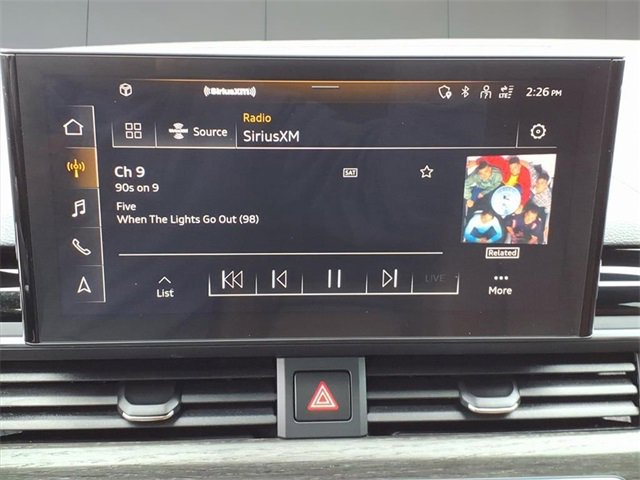 ((SiriusXM))
LTE
2:26 PM
Radio
Source
SiriusXM
Ch 9
SAT
90s on 9
Five
When The Lights Go Out (98)
Related
LIVE
List
More